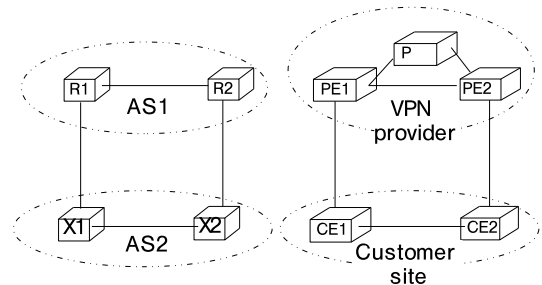 R1
R2
AS1
X1
X2
AS2
P
PE1
PE2
VPN
provider
CE1
CE2
Customer
site